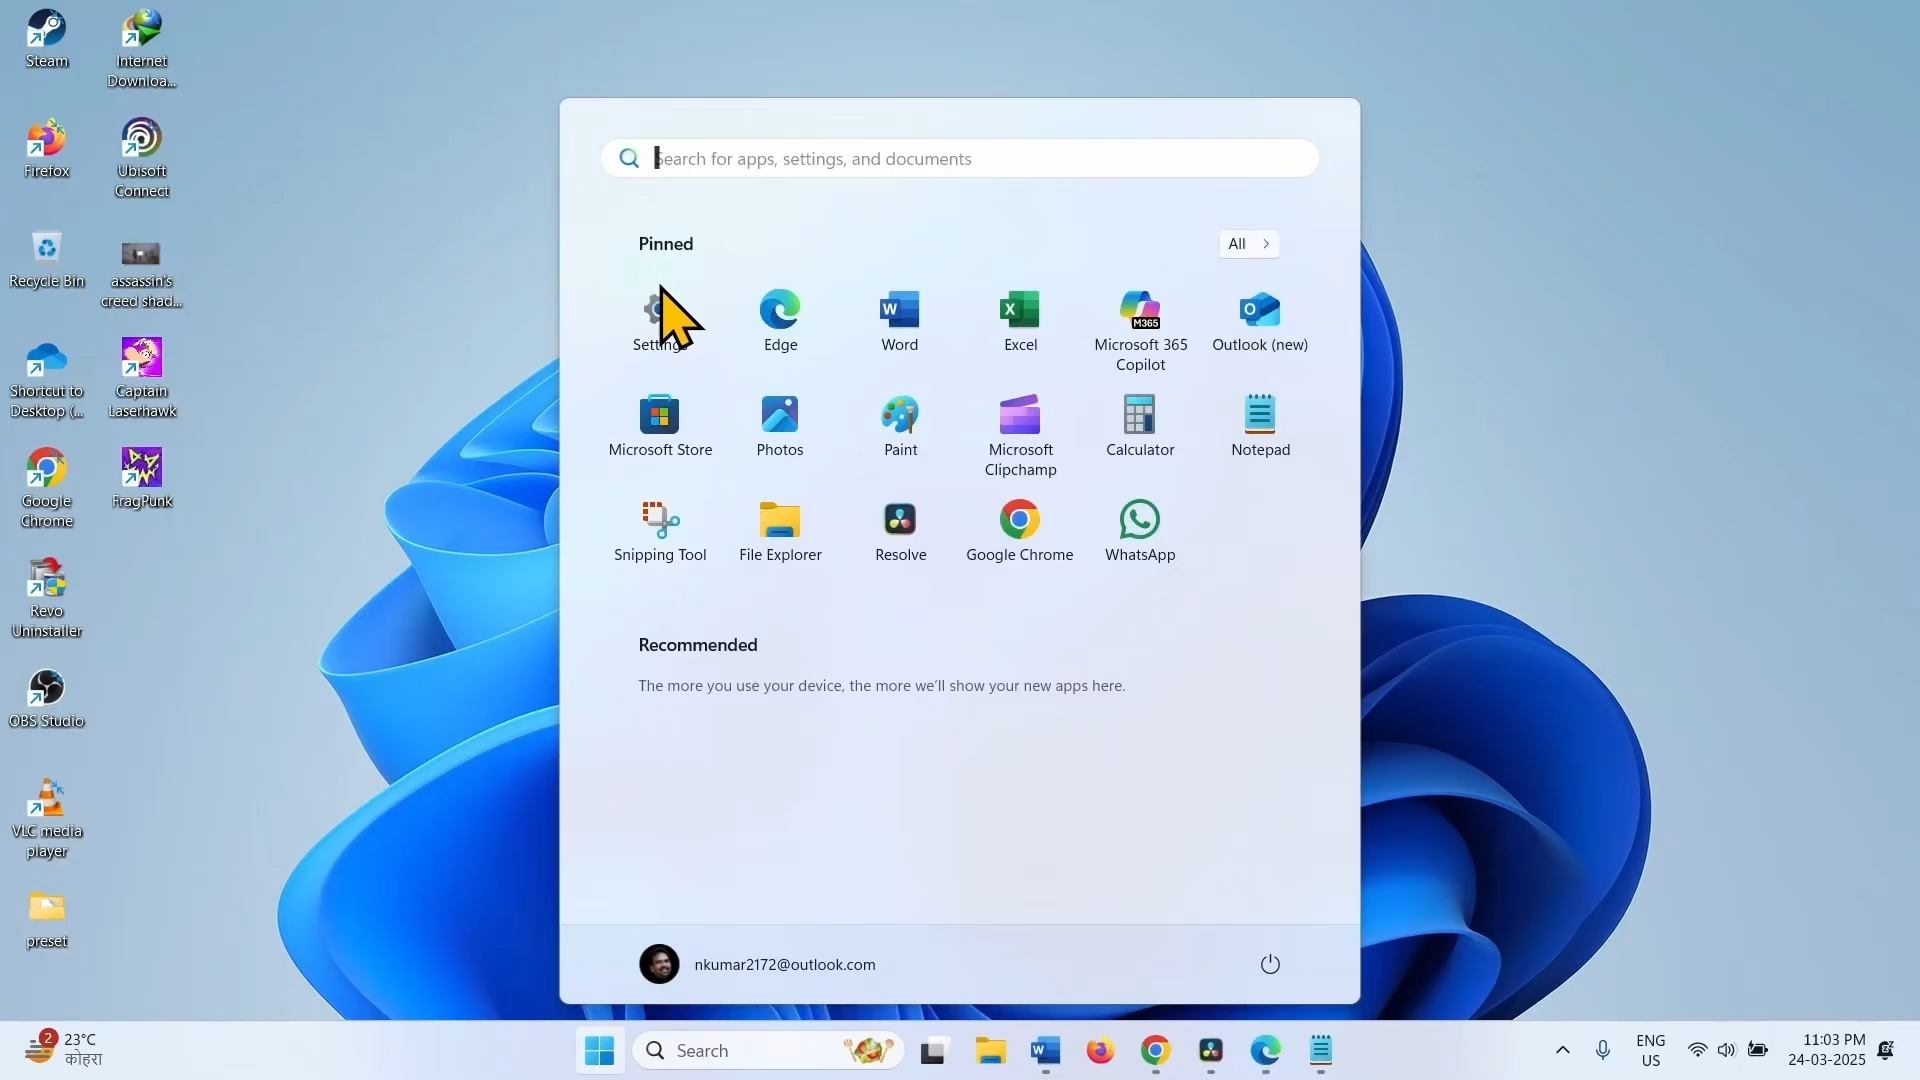 Steam
Internet
Downloa...
Firefox
Ubisoft
Connect
Recycle Bin
assassin's
creed shad...
Shortcut to
Desktop (...
Captain
Laserhawk
Google
Chrome
FragPunk
Revo
Uninstaller
OBS Studio
VLC media
player
preset
Search for apps, settings, and documents
Pinned
All
Settings
Edge
Word
Excel
Microsoft 365
Copilot
M365
Outlook (new)
Microsoft Store
Photos
Paint
Microsoft
Clipchamp
Calculator
Notepad
Snipping Tool
File Explorer
Resolve
Google Chrome
WhatsApp
Recommended
The more you use your device, the more we'll show your new apps here.
nkumar2172@outlook.com
2
23°C
कोहरा
Search
ENG
US
11:03 PM
24-03-2025